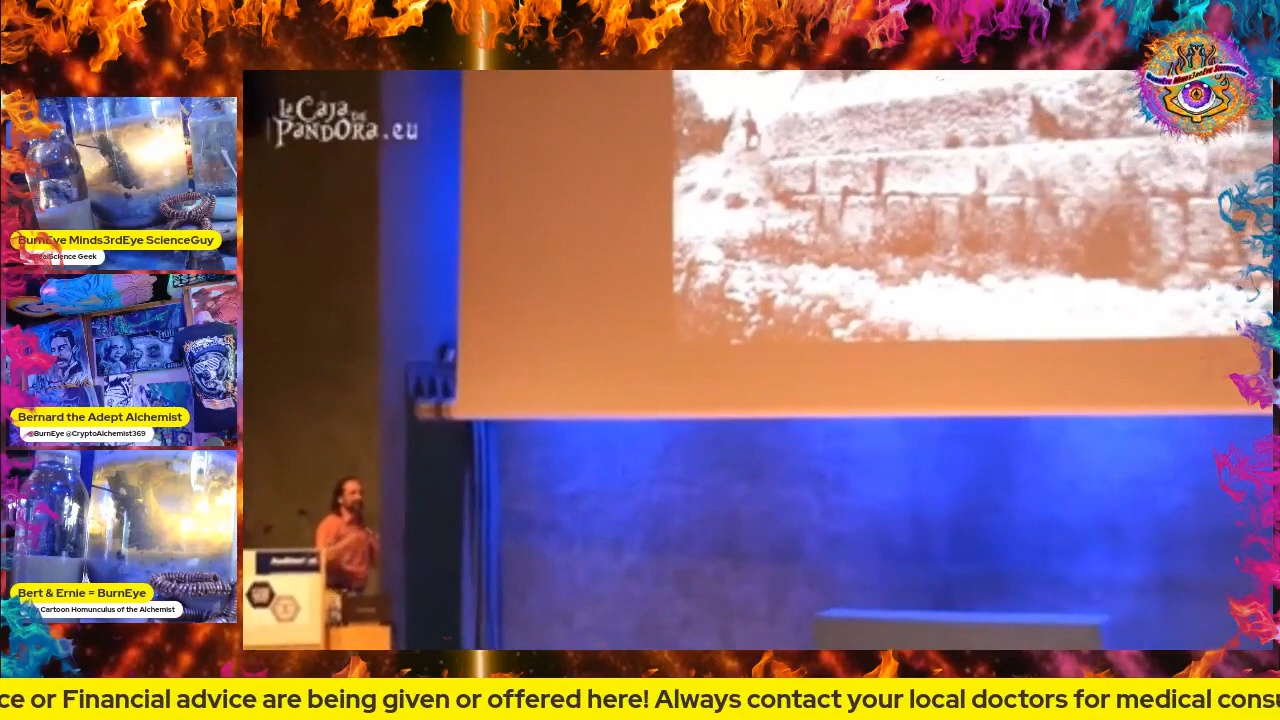 La Caja
DE
PANDORA.eu
BurnEye Minds3rdEye ScienceGuy
Science Geek
Bernard the Adept Alchemist
@BurnEye @CryptoAlchemist369
Bert & Ernie = BurnEye
Cartoon Homunculus of the Alchemist
ce or Financial advice are being given or offered here! Always contact your local doctors for medical consu